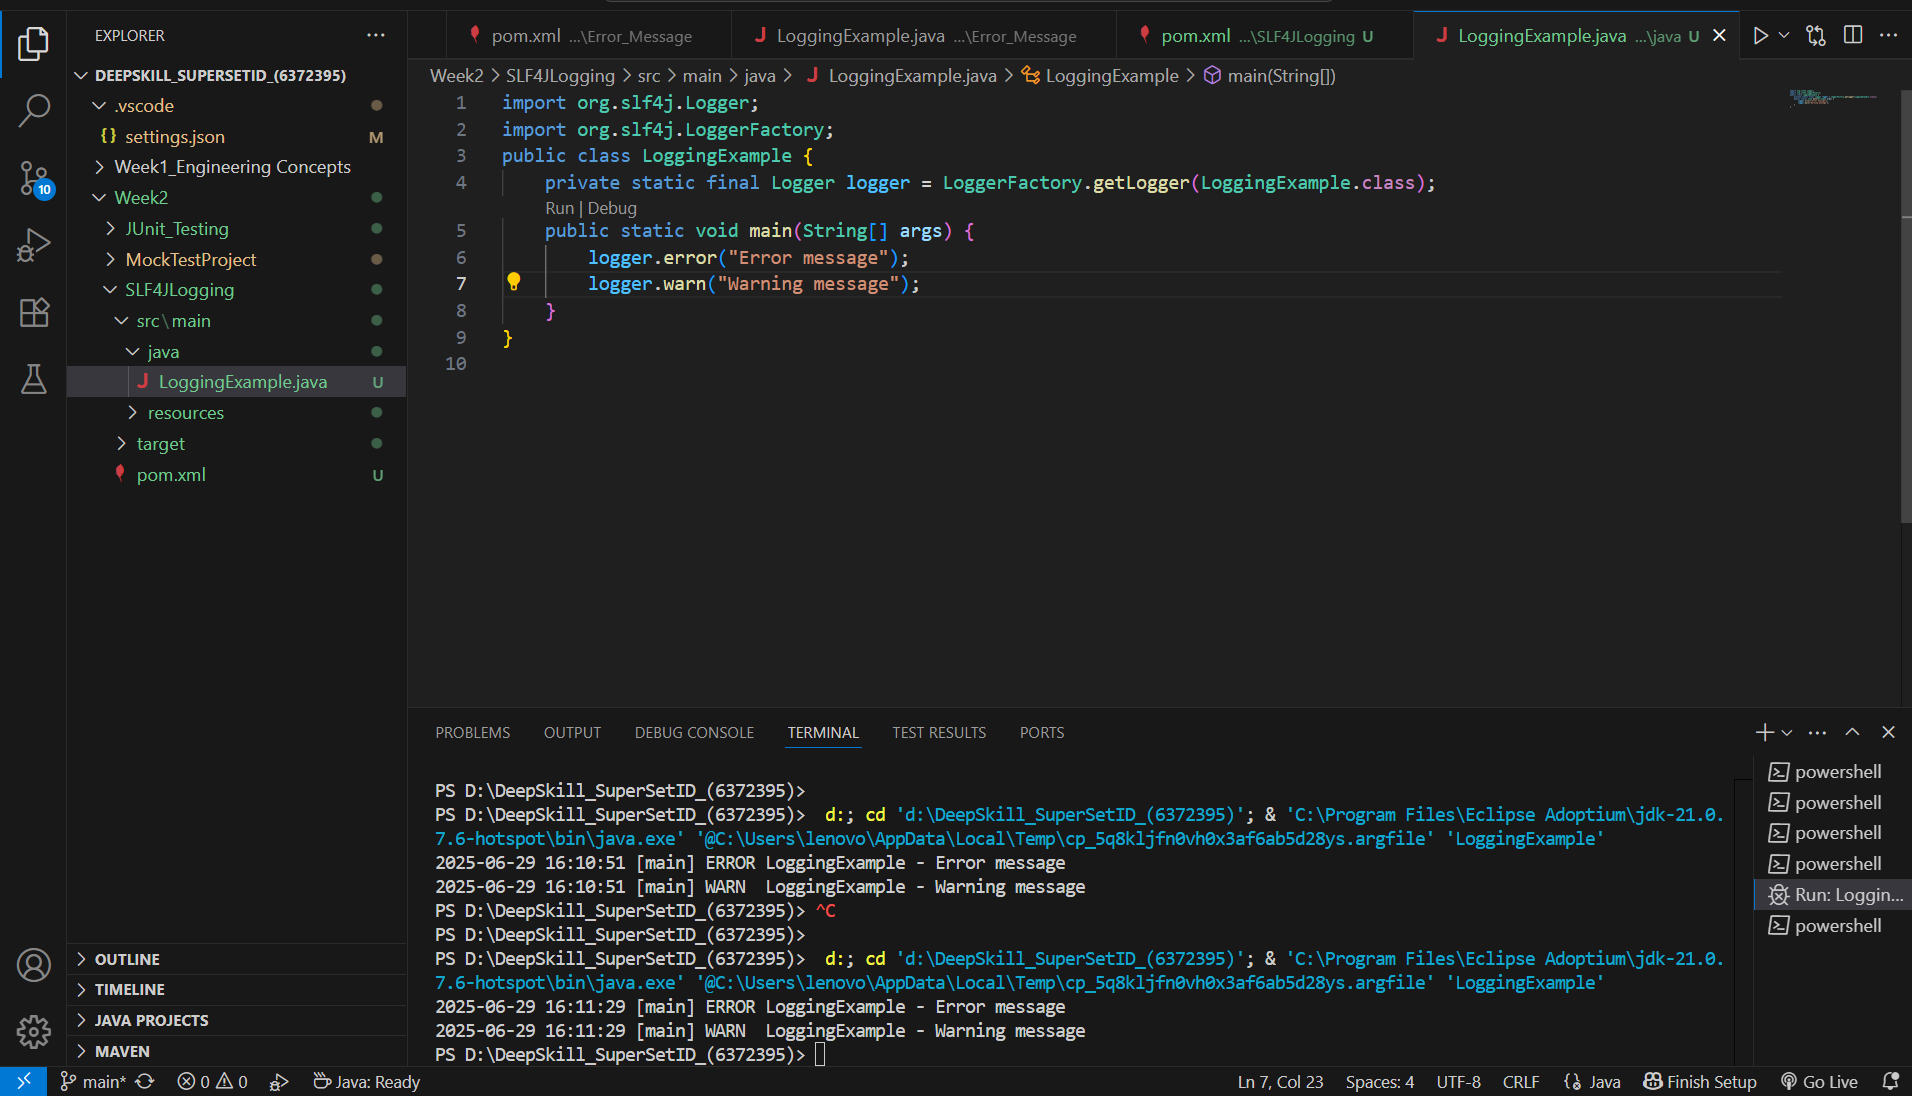 EXPLORER
DEEPSKILL_SUPERSETID_(6372395)
.vscode
{} settings.json M
Week1_Engineering Concepts
10
Week2
JUnit_Testing
MockTestProject
SLF4JLogging
src\main
java
J LoggingExample.java U
resources
target
pom.xml U
OUTLINE
TIMELINE
JAVA PROJECTS
MAVEN
pom.xml ...\Error_Message
J LoggingExample.java ...\Error_Message
pom.xml ...\SLF4JLogging U
J LoggingExample.java ...\java U
Week2 > SLF4JLogging > src > main > java > J LoggingExample.java > LoggingExample > main(String[])
1 import org.slf4j.Logger;
2 import org.slf4j.LoggerFactory;
3 public class LoggingExample {
4 private static final Logger logger = LoggerFactory.getLogger(LoggingExample.class);
Run | Debug
5 public static void main(String[] args) {
6 logger.error("Error message");
7 logger.warn("Warning message");
8 }
9 }
10
PROBLEMS OUTPUT DEBUG CONSOLE TERMINAL TEST RESULTS PORTS
PS D:\DeepSkill_SuperSetID_(6372395)>
PS D:\DeepSkill_SuperSetID_(6372395)> d:; cd 'd:\DeepSkill_SuperSetID_(6372395)'; & 'C:\Program Files\Eclipse Adoptium\jdk-21.0.
7.6-hotspot\bin\java.exe' '@C:\Users\lenovo\AppData\Local\Temp\cp_5q8kljfn0vh0x3af6ab5d28ys.argfile' 'LoggingExample'
2025-06-29 16:10:51 [main] ERROR LoggingExample - Error message
2025-06-29 16:10:51 [main] WARN  LoggingExample - Warning message
PS D:\DeepSkill_SuperSetID_(6372395)> ^C
PS D:\DeepSkill_SuperSetID_(6372395)>
PS D:\DeepSkill_SuperSetID_(6372395)> d:; cd 'd:\DeepSkill_SuperSetID_(6372395)'; & 'C:\Program Files\Eclipse Adoptium\jdk-21.0.
7.6-hotspot\bin\java.exe' '@C:\Users\lenovo\AppData\Local\Temp\cp_5q8kljfn0vh0x3af6ab5d28ys.argfile' 'LoggingExample'
2025-06-29 16:11:29 [main] ERROR LoggingExample - Error message
2025-06-29 16:11:29 [main] WARN  LoggingExample - Warning message
PS D:\DeepSkill_SuperSetID_(6372395)>
powershell
powershell
powershell
powershell
Run: Loggin...
powershell
main* 0 0 Java: Ready
Ln 7, Col 23 Spaces: 4 UTF-8 CRLF {} Java Finish Setup Go Live